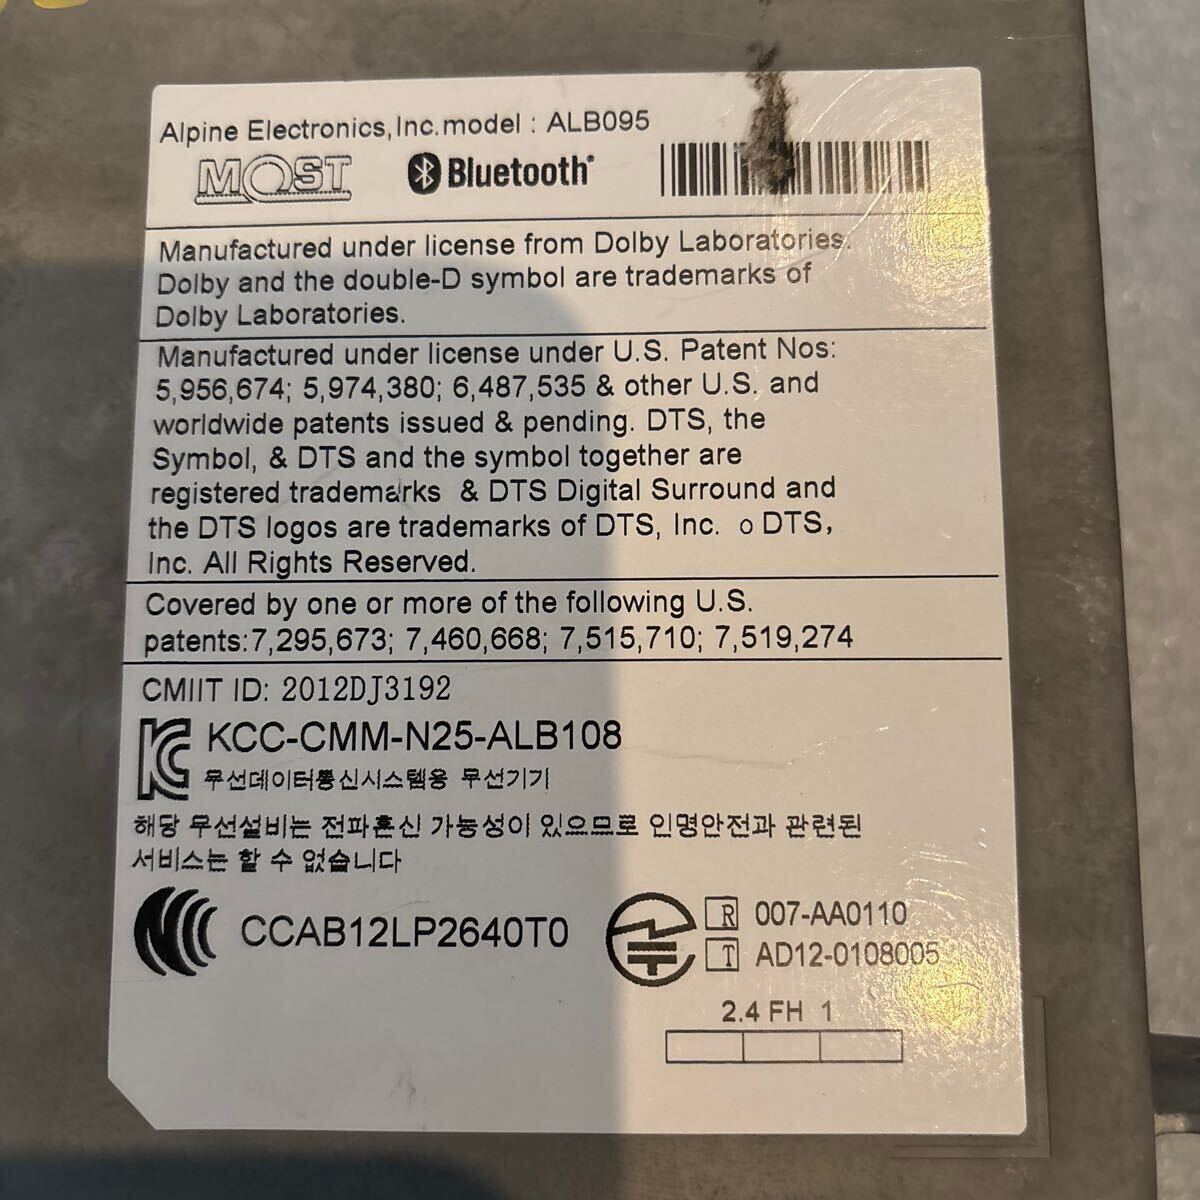 Alpine Electronics,Inc.model : ALB095
MOST Bluetooth
Manufactured under license from Dolby Laboratories.
Dolby and the double-D symbol are trademarks of
Dolby Laboratories.
Manufactured under license under U.S. Patent Nos:
5,956,674; 5,974,380; 6,487,535 & other U.S. and
worldwide patents issued & pending. DTS, the
Symbol, & DTS and the symbol together are
registered trademarks & DTS Digital Surround and
the DTS logos are trademarks of DTS, Inc. o DTS,
Inc. All Rights Reserved.
Covered by one or more of the following U.S.
patents:7,295,673; 7,460,668; 7,515,710; 7,519,274
CMIIT ID: 2012DJ3192
KCC-CMM-N25-ALB108
무선데이터통신시스템용 무선기기
해당 무선설비는 전파혼신 가능성이 있으므로 인명안전과 관련된
서비스는 할 수 없습니다
CCAB12LP2640T0
R 007-AA0110
T AD12-0108005
2.4 FH 1